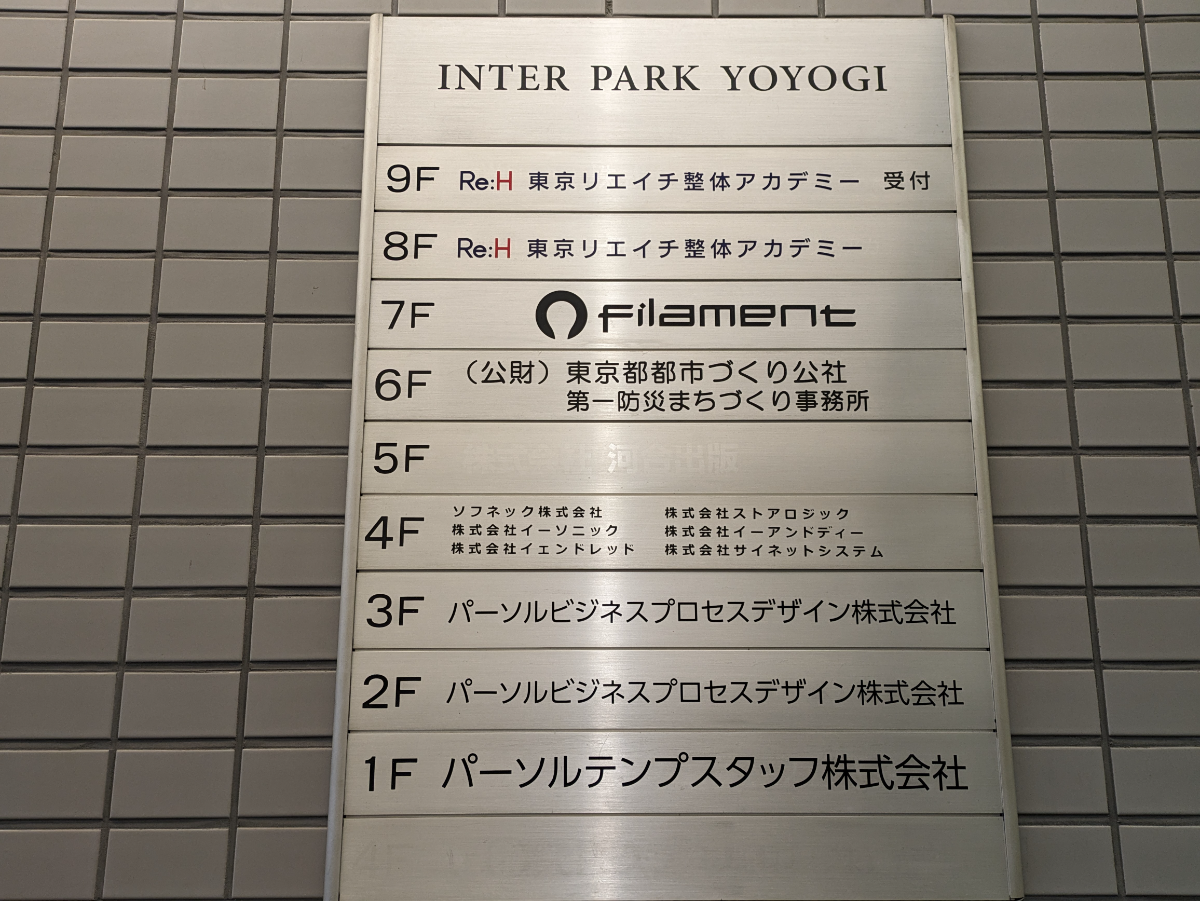 INTER PARK YOYOGI
9F Re:H 東京リエイチ整体アカデミー 受付
8F Re:H 東京リエイチ整体アカデミー
7F filament
6F （公財）東京都都市づくり公社
第一防災まちづくり事務所
5F 株式会社 河合出版
4F ソフネック株式会社 株式会社ストアロジック
株式会社イーソニック 株式会社イーアンドディー
株式会社イエンドレッド 株式会社サイネットシステム
3F パーソルビジネスプロセスデザイン株式会社
2F パーソルビジネスプロセスデザイン株式会社
1F パーソルテンプスタッフ株式会社